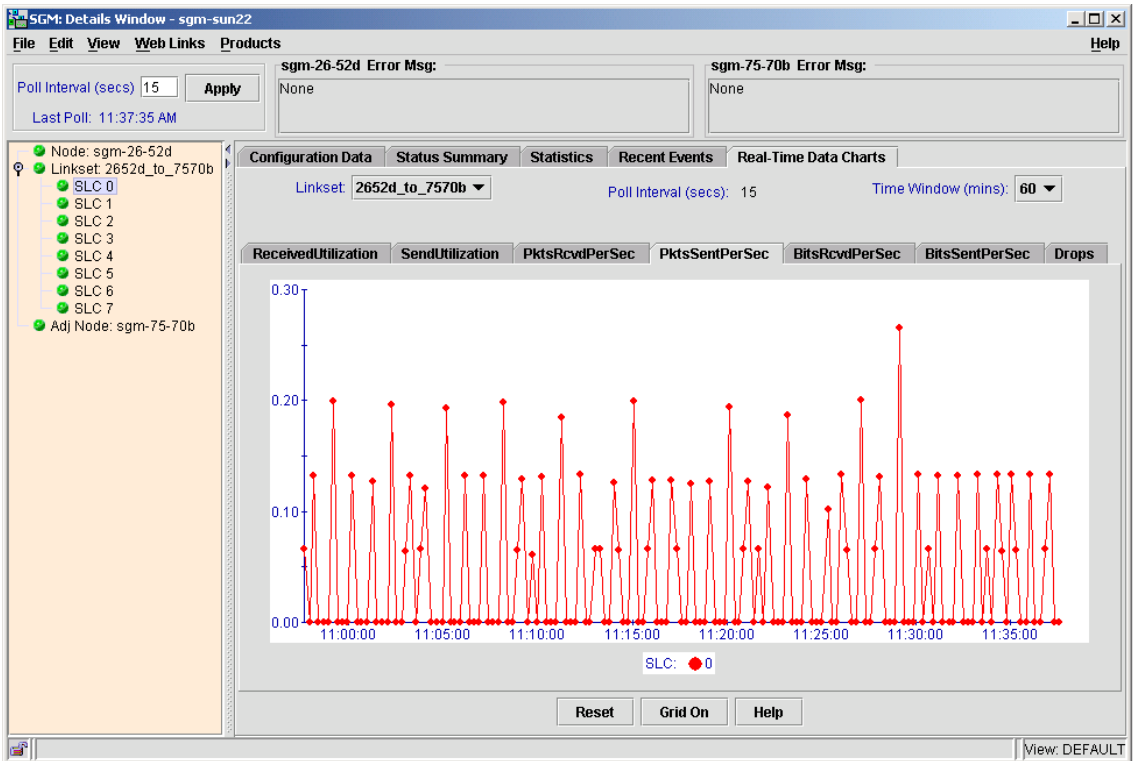 SGM: Details Window - sgm-sun22
File Edit View Web Links Products Help
Poll Interval (secs) 15 Apply
Last Poll: 11:37:35 AM
sgm-26-52d Error Msg:
None
sgm-75-70b Error Msg:
None
Node: sgm-26-52d
Linkset: 2652d_to_7570b
SLC 0
SLC 1
SLC 2
SLC 3
SLC 4
SLC 5
SLC 6
SLC 7
Adj Node: sgm-75-70b
Configuration Data Status Summary Statistics Recent Events Real-Time Data Charts
Linkset: 2652d_to_7570b Poll Interval (secs): 15 Time Window (mins): 60
ReceivedUtilization SendUtilization PktsRcvdPerSec PktsSentPerSec BitsRcvdPerSec BitsSentPerSec Drops
0.30
0.20
0.10
0.00
11:00:00 11:05:00 11:10:00 11:15:00 11:20:00 11:25:00 11:30:00 11:35:00
SLC: 0
Reset Grid On Help
View: DEFAULT